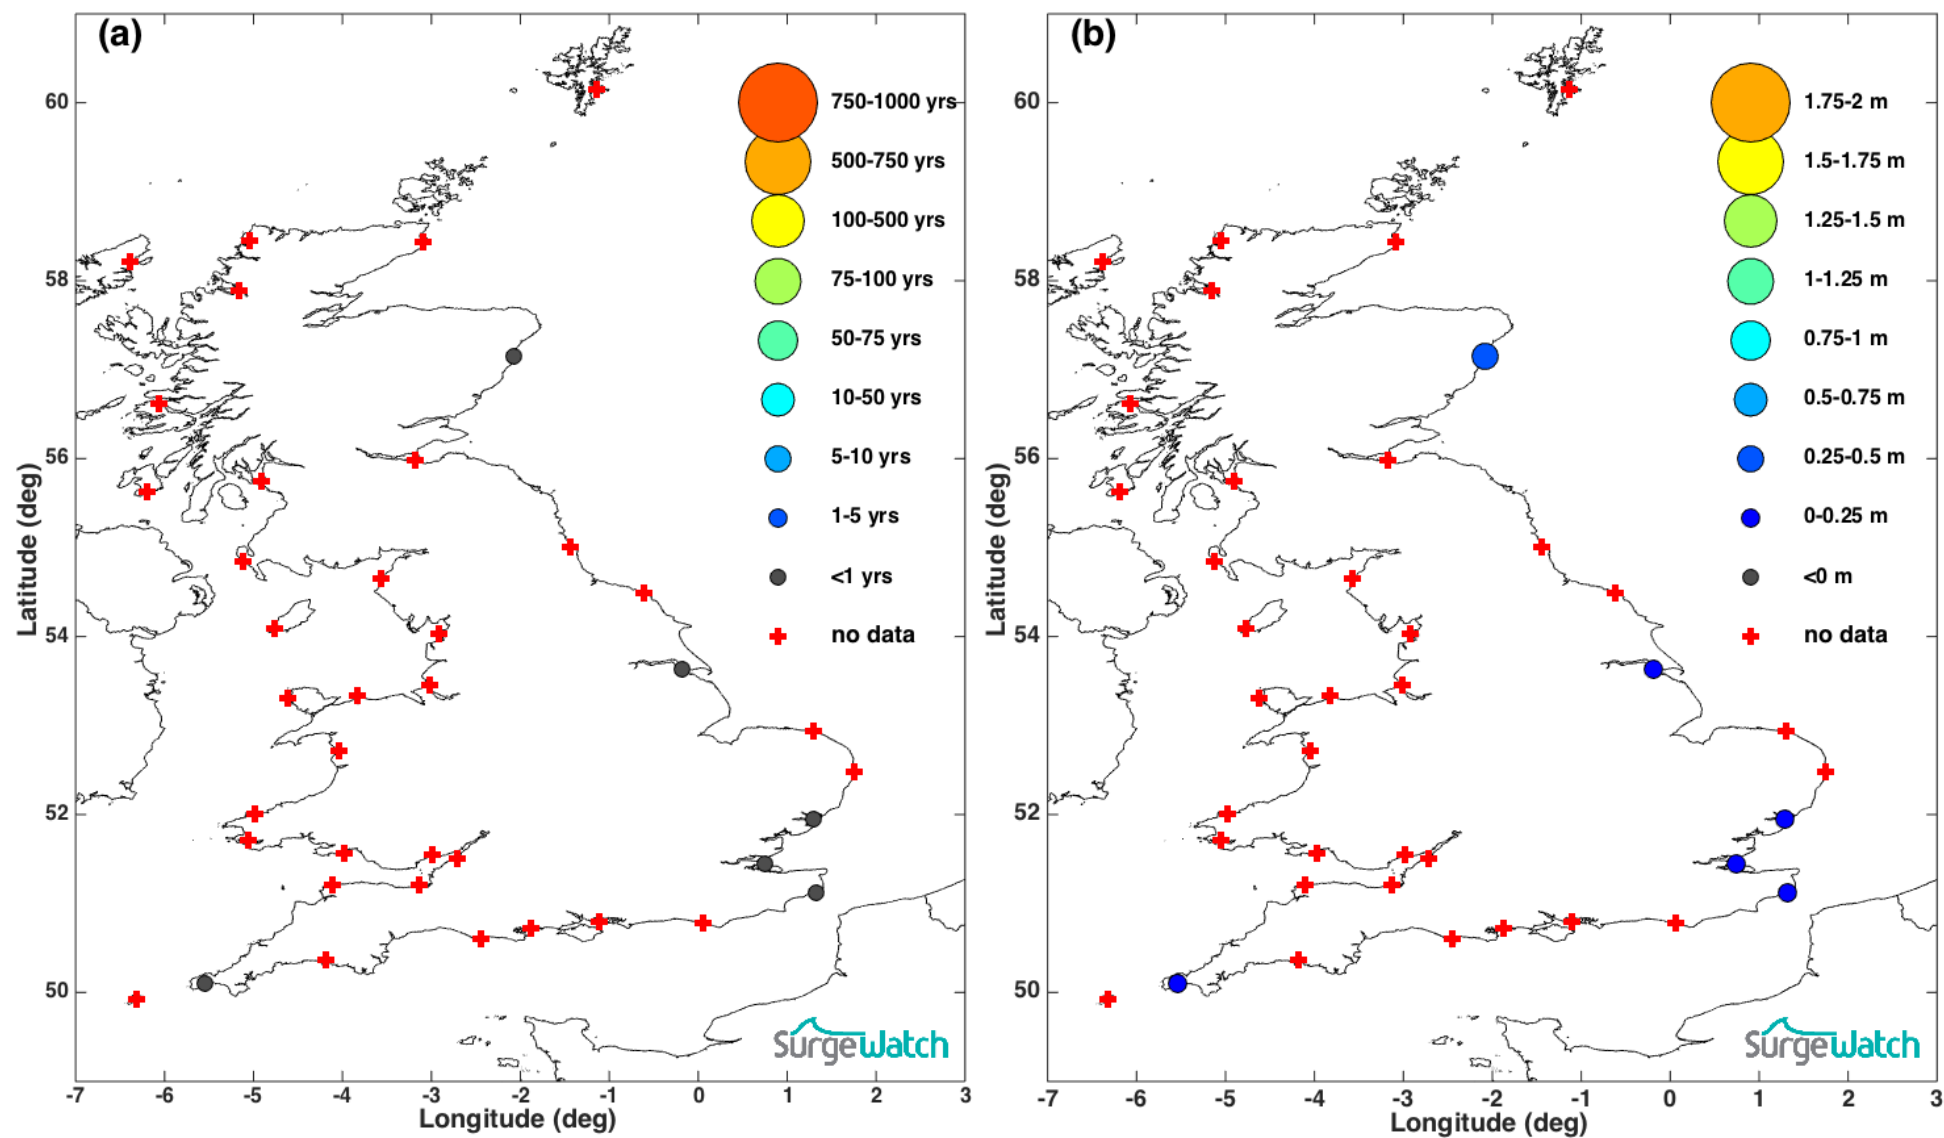 (a)
750-1000 yrs
500-750 yrs
100-500 yrs
75-100 yrs
50-75 yrs
10-50 yrs
5-10 yrs
1-5 yrs
<1 yrs
no data
60
58
56
54
52
50
Latitude (deg)
SurgeWatch
-7 -6 -5 -4 -3 -2 -1 0 1 2 3
Longitude (deg)
(b)
1.75-2 m
1.5-1.75 m
1.25-1.5 m
1-1.25 m
0.75-1 m
0.5-0.75 m
0.25-0.5 m
0-0.25 m
<0 m
no data
60
58
56
54
52
50
Latitude (deg)
SurgeWatch
-7 -6 -5 -4 -3 -2 -1 0 1 2 3
Longitude (deg)